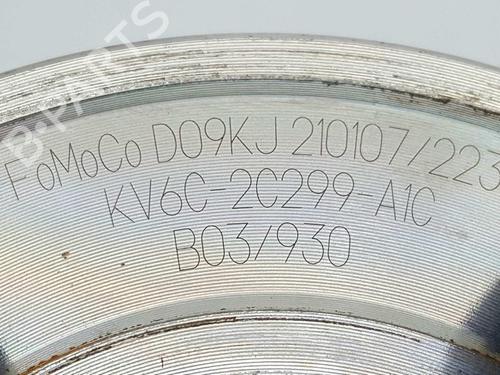 B-PARTS
FoMoCo D09KJ 210107/223
KV6C-2C299-A1C
B03/930